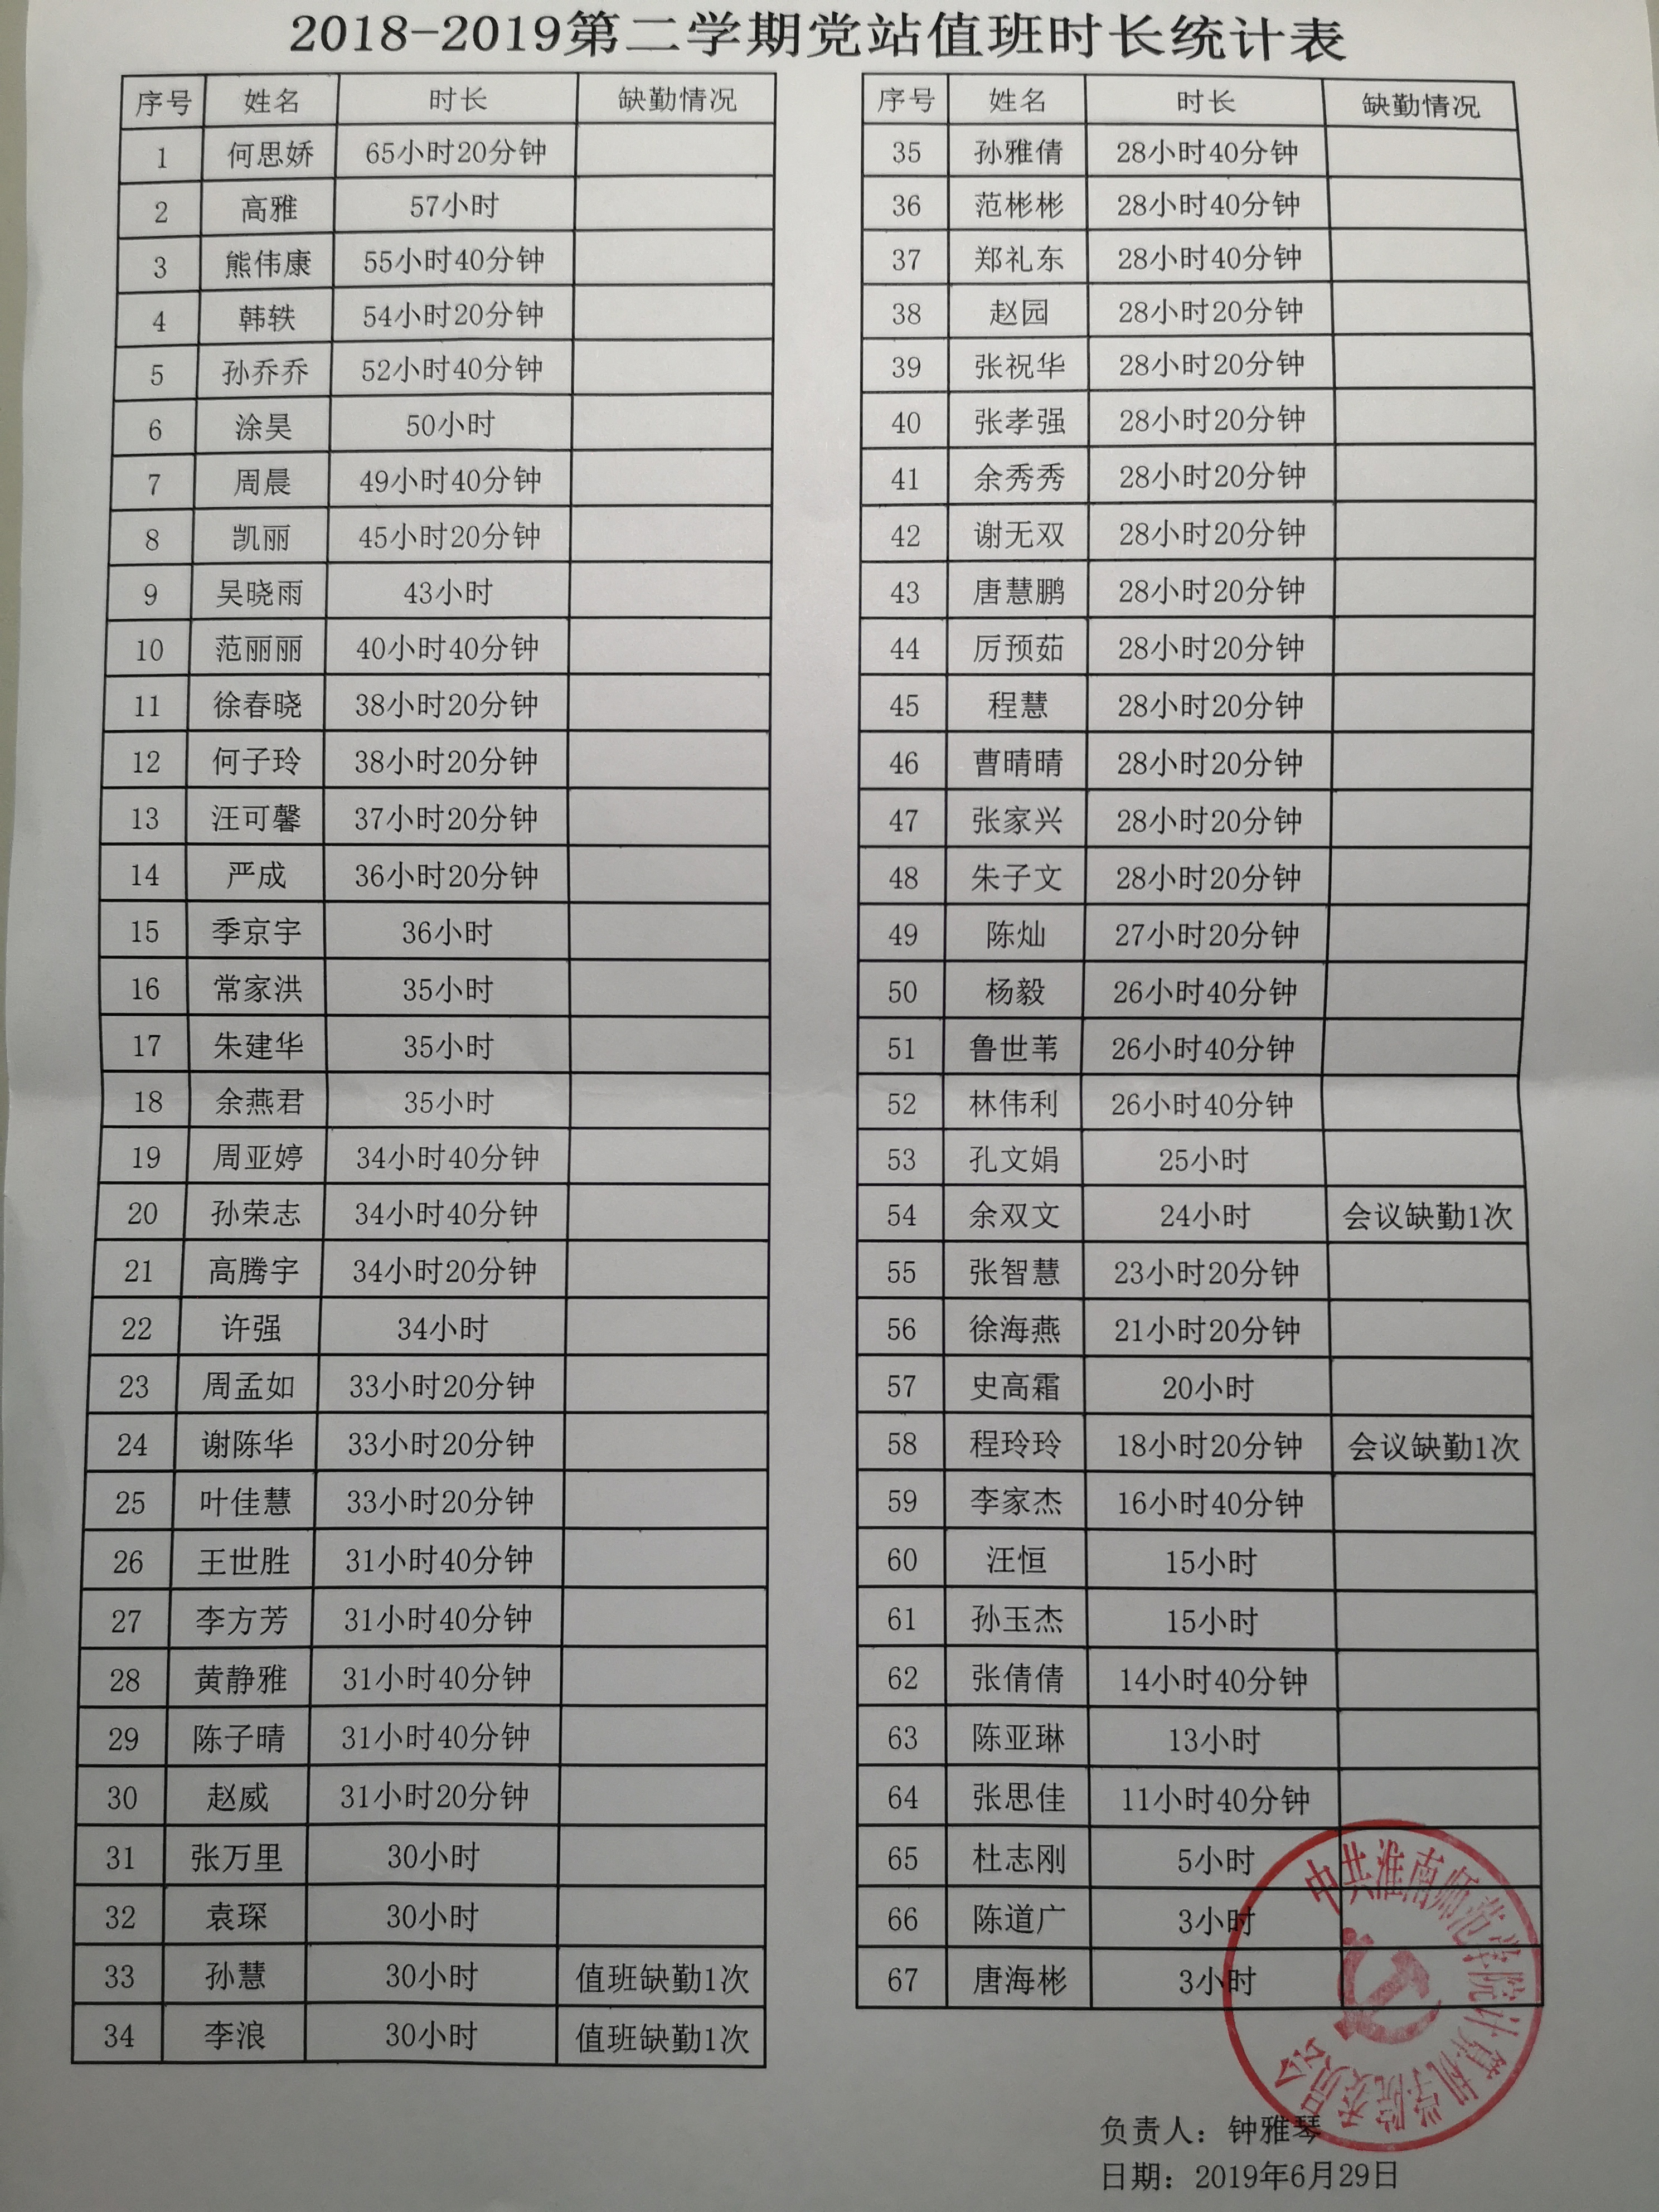 2018-2019第二学期党站值班时长统计表
序号 姓名 时长 缺勤情况
1 何思娇 65小时20分钟
2 高雅 57小时
3 熊伟康 55小时40分钟
4 韩轶 54小时20分钟
5 孙乔乔 52小时40分钟
6 涂昊 50小时
7 周晨 49小时40分钟
8 凯丽 45小时20分钟
9 吴晓雨 43小时
10 范丽丽 40小时40分钟
11 徐春晓 38小时20分钟
12 何子玲 38小时20分钟
13 汪可馨 37小时20分钟
14 严成 36小时20分钟
15 季京宇 36小时
16 常家洪 35小时
17 朱建华 35小时
18 余燕君 35小时
19 周亚婷 34小时40分钟
20 孙荣志 34小时40分钟
21 高腾宇 34小时20分钟
22 许强 34小时
23 周孟如 33小时20分钟
24 谢陈华 33小时20分钟
25 叶佳慧 33小时20分钟
26 王世胜 31小时40分钟
27 李方芳 31小时40分钟
28 黄静雅 31小时40分钟
29 陈子晴 31小时40分钟
30 赵威 31小时20分钟
31 张万里 30小时
32 袁琛 30小时
33 孙慧 30小时 值班缺勤1次
34 李浪 30小时 值班缺勤1次
序号 姓名 时长 缺勤情况
35 孙雅倩 28小时40分钟
36 范彬彬 28小时40分钟
37 郑礼东 28小时40分钟
38 赵园 28小时20分钟
39 张祝华 28小时20分钟
40 张孝强 28小时20分钟
41 余秀秀 28小时20分钟
42 谢无双 28小时20分钟
43 唐慧鹏 28小时20分钟
44 厉预茹 28小时20分钟
45 程慧 28小时20分钟
46 曹晴晴 28小时20分钟
47 张家兴 28小时20分钟
48 朱子文 28小时20分钟
49 陈灿 27小时20分钟
50 杨毅 26小时40分钟
51 鲁世苇 26小时40分钟
52 林伟利 26小时40分钟
53 孔文娟 25小时
54 余双文 24小时 会议缺勤1次
55 张智慧 23小时20分钟
56 徐海燕 21小时20分钟
57 史高霜 20小时
58 程玲玲 18小时20分钟 会议缺勤1次
59 李家杰 16小时40分钟
60 汪恒 15小时
61 孙玉杰 15小时
62 张倩倩 14小时40分钟
63 陈亚琳 13小时
64 张思佳 11小时40分钟
65 杜志刚 5小时
66 陈道广 3小时
67 唐海彬 3小时
中共淮南师范学院计算机学院委员会
负责人：钟雅琴
日期：2019年6月29日